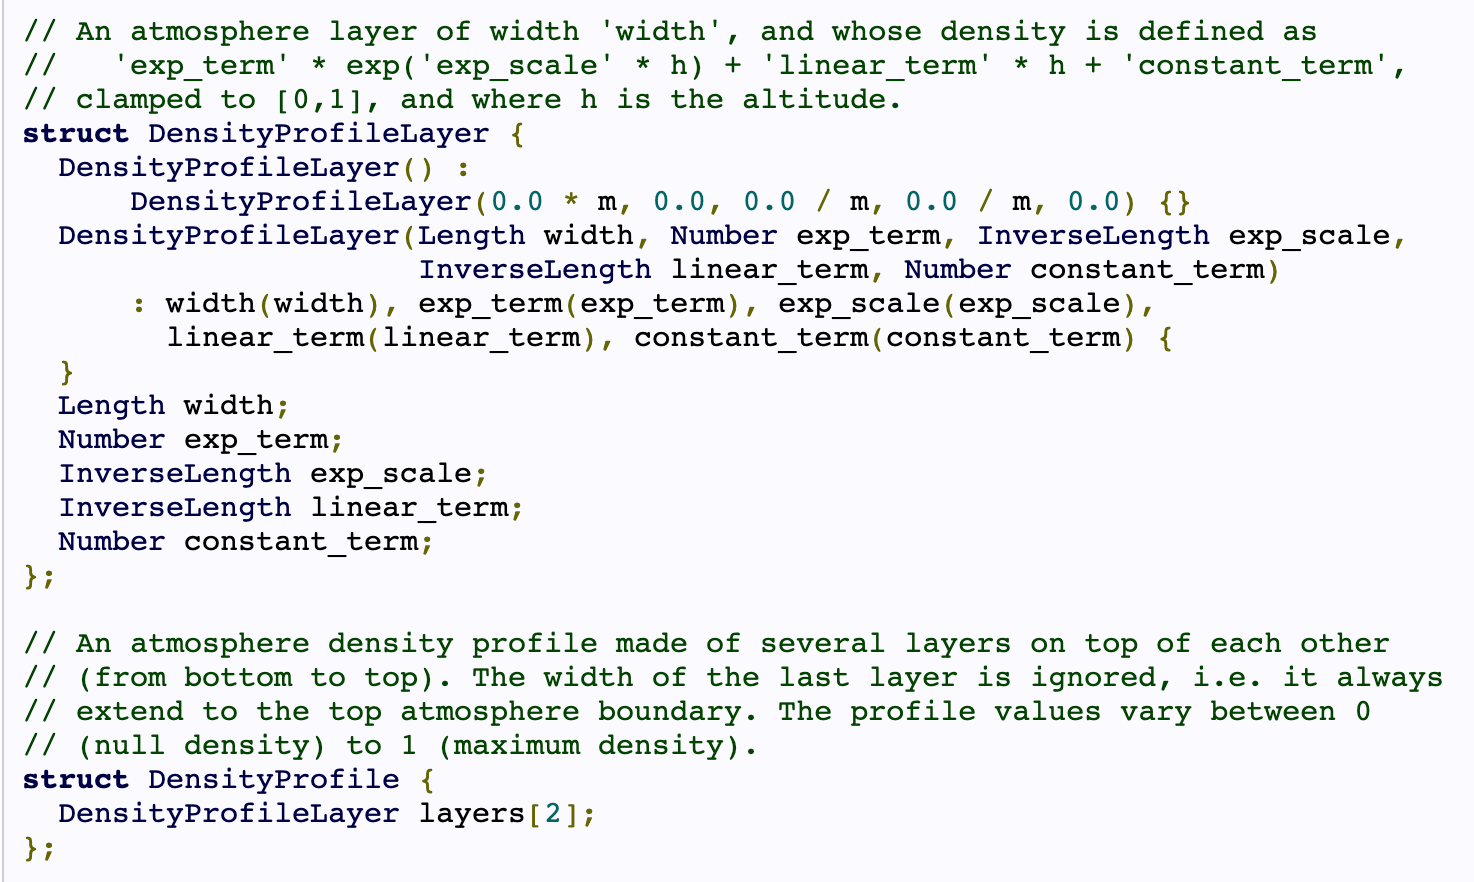 // An atmosphere layer of width 'width', and whose density is defined as
//   'exp_term' * exp('exp_scale' * h) + 'linear_term' * h + 'constant_term',
// clamped to [0,1], and where h is the altitude.
struct DensityProfileLayer {
  DensityProfileLayer() :
      DensityProfileLayer(0.0 * m, 0.0, 0.0 / m, 0.0 / m, 0.0) {}
  DensityProfileLayer(Length width, Number exp_term, InverseLength exp_scale,
                      InverseLength linear_term, Number constant_term)
      : width(width), exp_term(exp_term), exp_scale(exp_scale),
        linear_term(linear_term), constant_term(constant_term) {
  }
  Length width;
  Number exp_term;
  InverseLength exp_scale;
  InverseLength linear_term;
  Number constant_term;
};

// An atmosphere density profile made of several layers on top of each other
// (from bottom to top). The width of the last layer is ignored, i.e. it always
// extend to the top atmosphere boundary. The profile values vary between 0
// (null density) to 1 (maximum density).
struct DensityProfile {
  DensityProfileLayer layers[2];
};